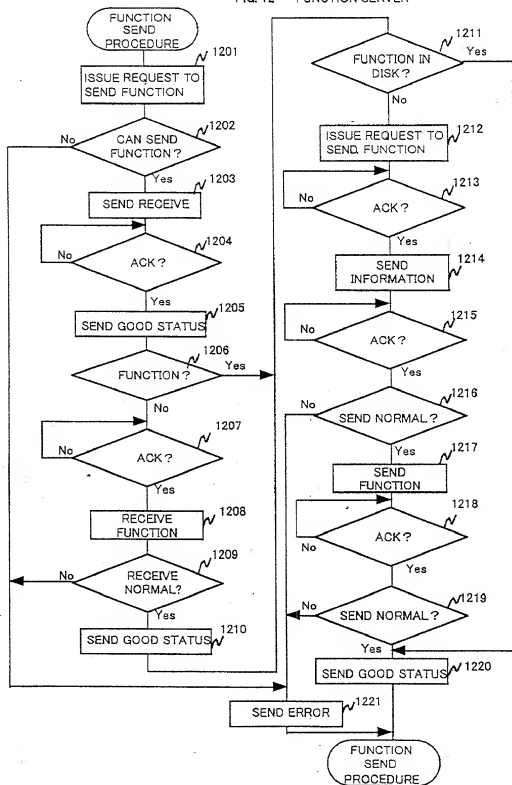 FIG. 12 FUNCTION SERVER
FUNCTION
SEND
PROCEDURE
1201
ISSUE REQUEST TO
SEND FUNCTION
1202
No
CAN SEND
FUNCTION?
Yes
1203
SEND RECEIVE
1204
No
ACK?
Yes
1205
SEND GOOD STATUS
1206
FUNCTION?
Yes
No
1207
ACK?
No
Yes
1208
RECEIVE
FUNCTION
1209
No
RECEIVE
NORMAL?
Yes
1210
SEND GOOD STATUS
1211
FUNCTION IN
DISK?
Yes
No
1212
ISSUE REQUEST TO
SEND. FUNCTION
1213
No
ACK?
Yes
1214
SEND
INFORMATION
1215
No
ACK?
Yes
1216
No
SEND NORMAL?
Yes
1217
SEND
FUNCTION
1218
ACK?
No
Yes
1219
No
SEND NORMAL?
Yes
1220
SEND GOOD STATUS
1221
SEND ERROR
FUNCTION
SEND
PROCEDURE